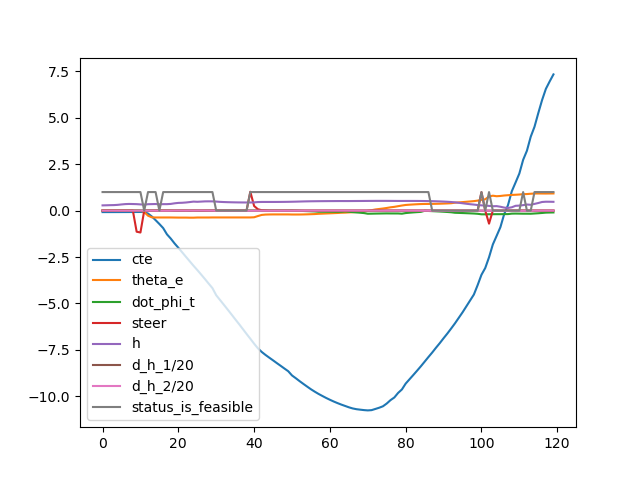 7.5
5.0
2.5
0.0
−2.5
−5.0
−7.5
−10.0
cte
theta_e
dot_phi_t
steer
h
d_h_1/20
d_h_2/20
status_is_feasible
0 20 40 60 80 100 120